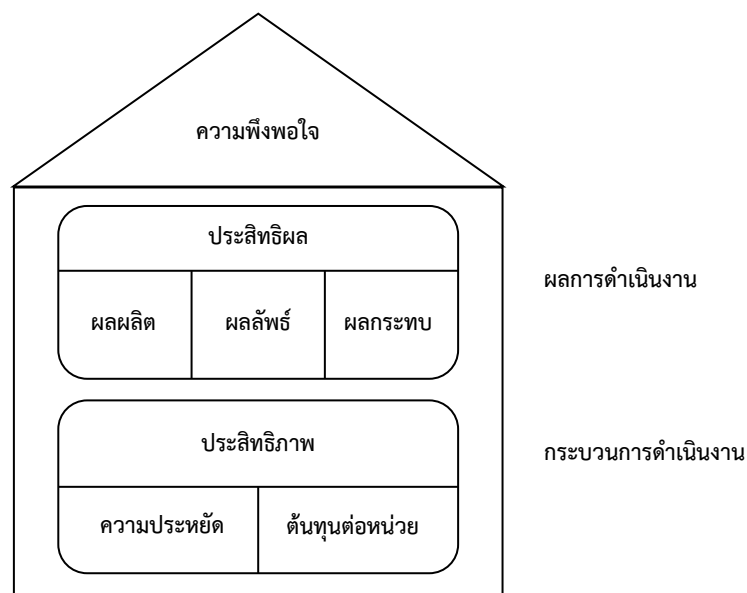 ความพึงพอใจ
ประสิทธิผล
ผลผลิต
ผลลัพธ์
ผลกระทบ
ผลการดำเนินงาน
ประสิทธิภาพ
ความประหยัด
ต้นทุนต่อหน่วย
กระบวนการดำเนินงาน